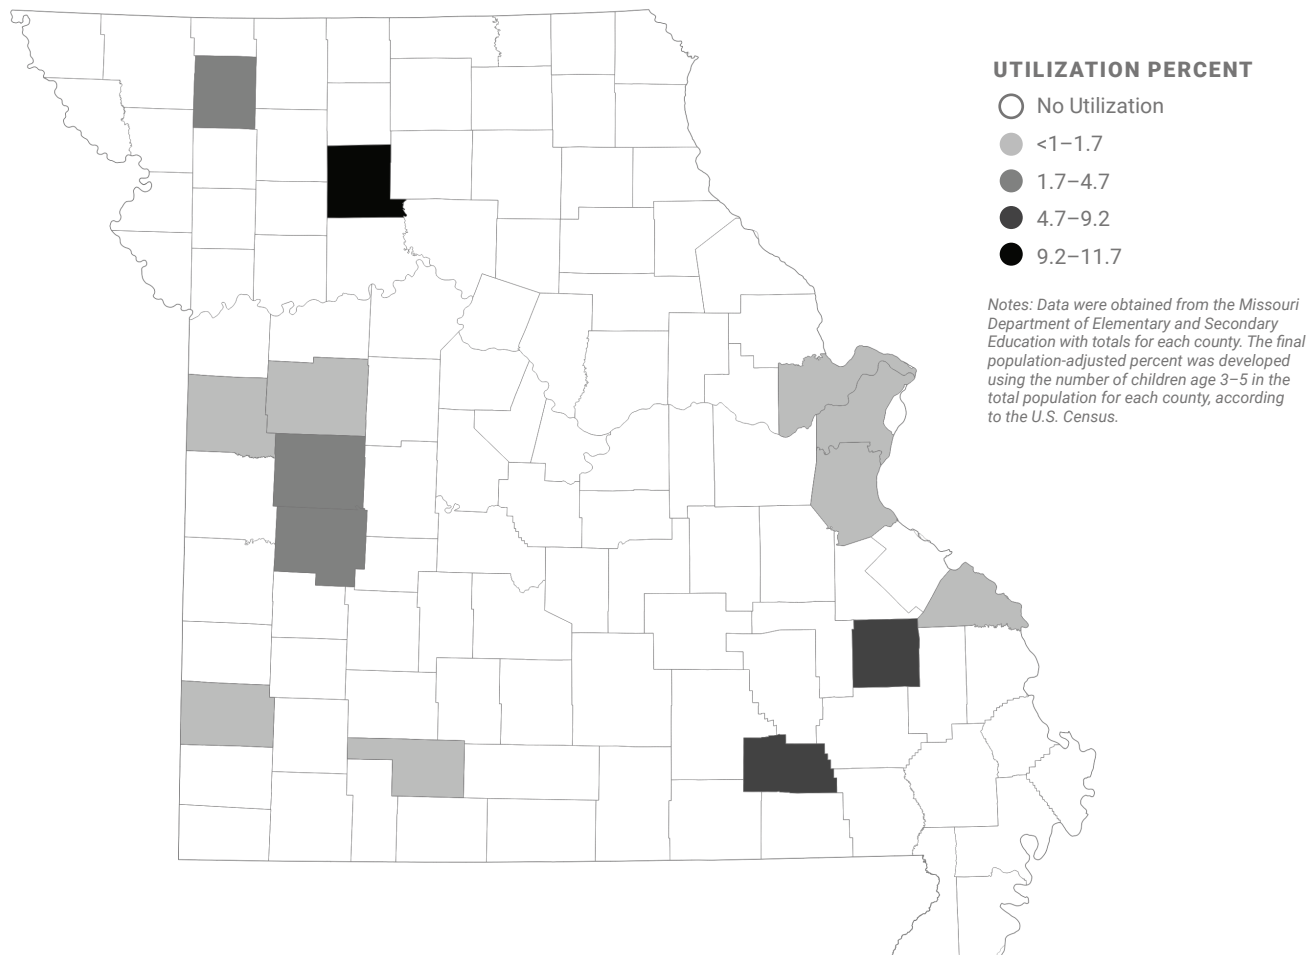 UTILIZATION PERCENT
No Utilization
<1–1.7
1.7–4.7
4.7–9.2
9.2–11.7
Notes: Data were obtained from the Missouri
Department of Elementary and Secondary
Education with totals for each county. The final
population-adjusted percent was developed
using the number of children age 3–5 in the
total population for each county, according
to the U.S. Census.